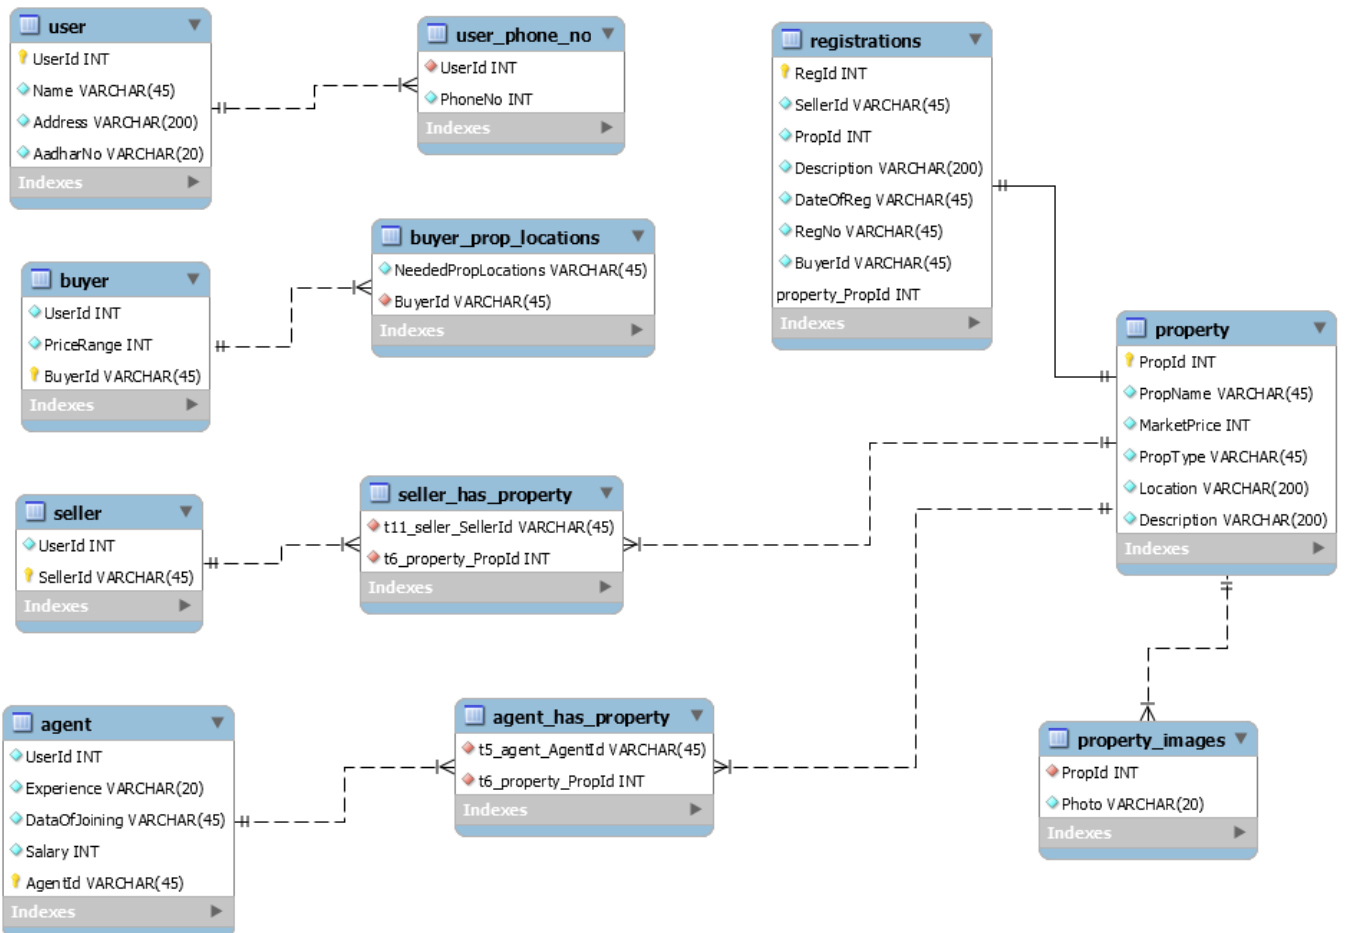 user
UserId INT
Name VARCHAR(45)
Address VARCHAR(200)
AadharNo VARCHAR(20)
Indexes
user_phone_no
UserId INT
PhoneNo INT
Indexes
registrations
RegId INT
SellerId VARCHAR(45)
PropId INT
Description VARCHAR(200)
DateOfReg VARCHAR(45)
RegNo VARCHAR(45)
BuyerId VARCHAR(45)
property_PropId INT
Indexes
buyer
UserId INT
PriceRange INT
BuyerId VARCHAR(45)
Indexes
buyer_prop_locations
NeededPropLocations VARCHAR(45)
BuyerId VARCHAR(45)
Indexes
property
PropId INT
PropName VARCHAR(45)
MarketPrice INT
PropType VARCHAR(45)
Location VARCHAR(200)
Description VARCHAR(200)
Indexes
seller
UserId INT
SellerId VARCHAR(45)
Indexes
seller_has_property
t11_seller_SellerId VARCHAR(45)
t6_property_PropId INT
Indexes
agent
UserId INT
Experience VARCHAR(20)
DataOfJoining VARCHAR(45)
Salary INT
AgentId VARCHAR(45)
Indexes
agent_has_property
t5_agent_AgentId VARCHAR(45)
t6_property_PropId INT
Indexes
property_images
PropId INT
Photo VARCHAR(20)
Indexes